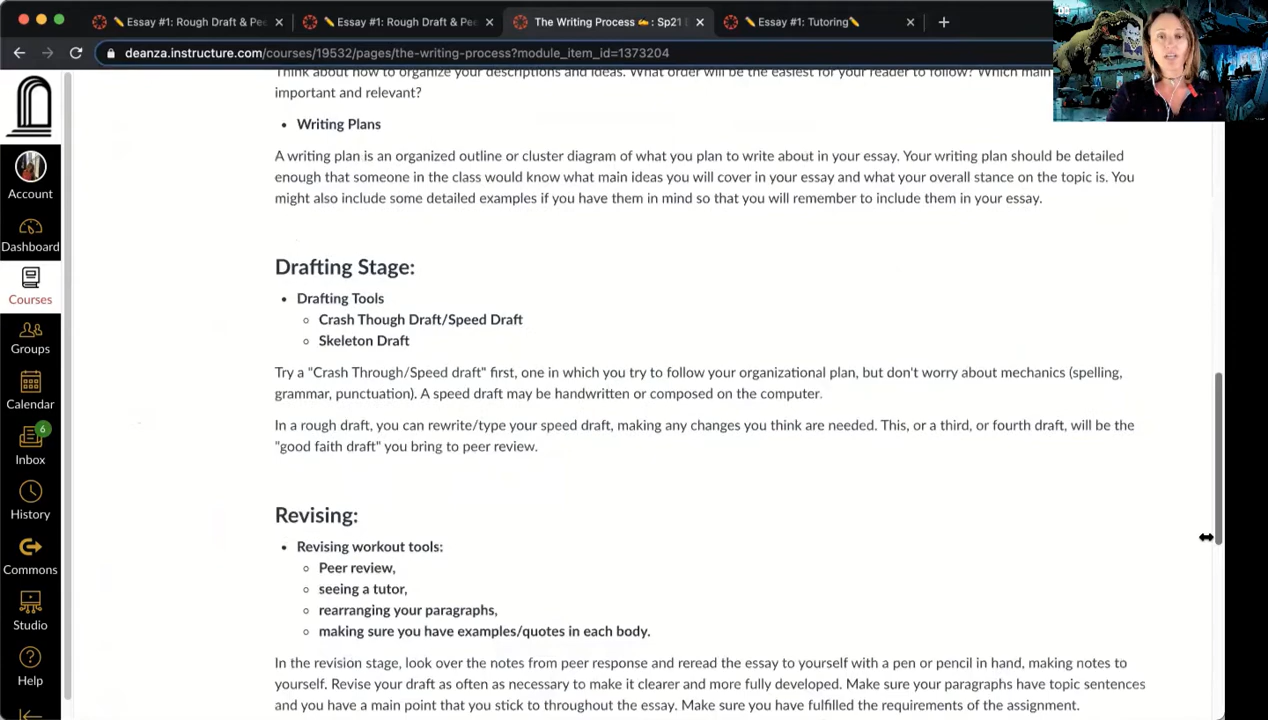 Essay #1: Rough Draft & Pee
Essay #1: Rough Draft & Pee
The Writing Process : Sp21
Essay #1: Tutoring
deanza.instructure.com/courses/19532/pages/the-writing-process?module_item_id=1373204
Think about how to organize your descriptions and ideas. What order will be the easiest for your reader to follow? Which main
important and relevant?
Writing Plans
A writing plan is an organized outline or cluster diagram of what you plan to write about in your essay. Your writing plan should be detailed
enough that someone in the class would know what main ideas you will cover in your essay and what your overall stance on the topic is. You
might also include some detailed examples if you have them in mind so that you will remember to include them in your essay.
Drafting Stage:
Drafting Tools
Crash Though Draft/Speed Draft
Skeleton Draft
Try a "Crash Through/Speed draft" first, one in which you try to follow your organizational plan, but don't worry about mechanics (spelling,
grammar, punctuation). A speed draft may be handwritten or composed on the computer.
In a rough draft, you can rewrite/type your speed draft, making any changes you think are needed. This, or a third, or fourth draft, will be the
"good faith draft" you bring to peer review.
Revising:
Revising workout tools:
Peer review,
seeing a tutor,
rearranging your paragraphs,
making sure you have examples/quotes in each body.
In the revision stage, look over the notes from peer response and reread the essay to yourself with a pen or pencil in hand, making notes to
yourself. Revise your draft as often as necessary to make it clearer and more fully developed. Make sure your paragraphs have topic sentences
and you have a main point that you stick to throughout the essay. Make sure you have fulfilled the requirements of the assignment.
Account
Dashboard
Courses
Groups
Calendar
6
Inbox
History
Commons
Studio
Help